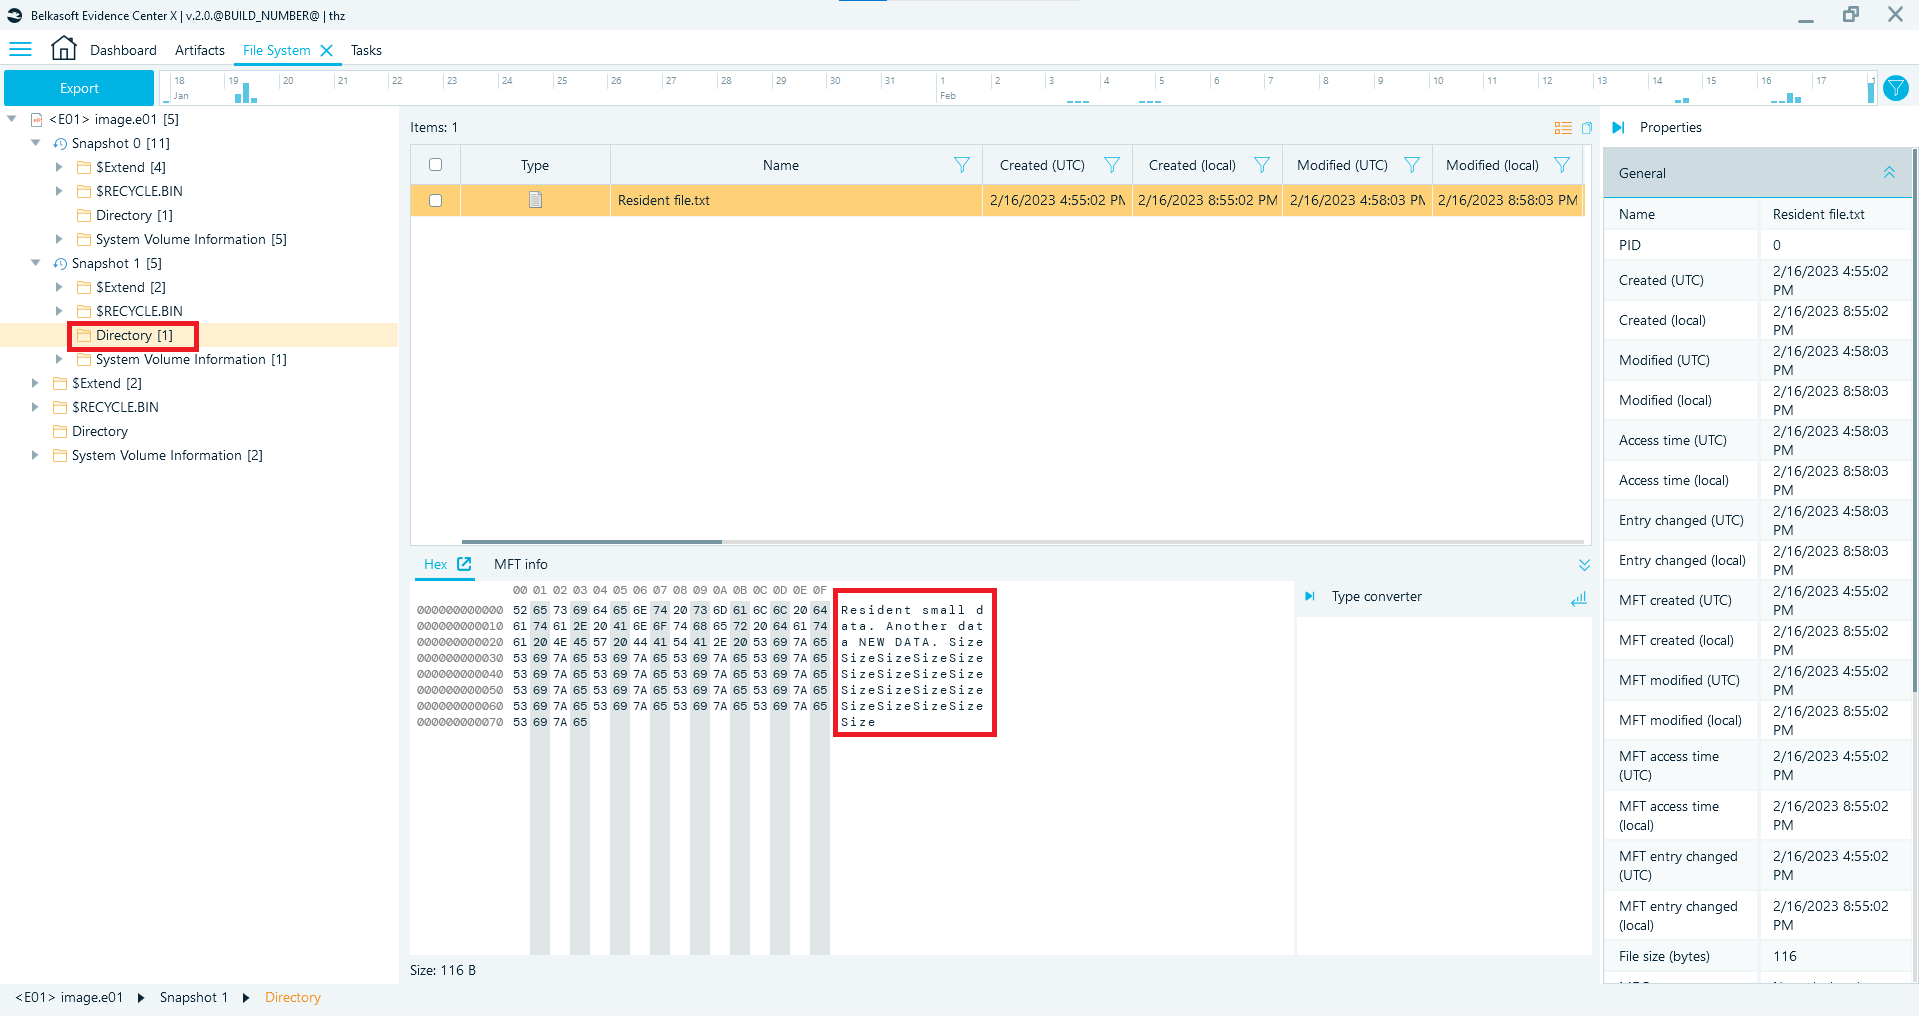 Belkasoft Evidence Center X | v.2.0.@BUILD_NUMBER@ | thz
Dashboard Artifacts File System Tasks
Export
18 19 20 21 22 23 24 25 26 27 28 29 30 31 1 2 3 4 5 6 7 8 9 10 11 12 13 14 15 16 17 1
Jan Feb
<E01> image.e01 [5]
Snapshot 0 [11]
$Extend [4]
$RECYCLE.BIN
Directory [1]
System Volume Information [5]
Snapshot 1 [5]
$Extend [2]
$RECYCLE.BIN
Directory [1]
System Volume Information [1]
$Extend [2]
$RECYCLE.BIN
Directory
System Volume Information [2]
Items: 1
Type Name Created (UTC) Created (local) Modified (UTC) Modified (local)
Resident file.txt 2/16/2023 4:55:02 PM 2/16/2023 8:55:02 PM 2/16/2023 4:58:03 PM 2/16/2023 8:58:03 PM
Hex MFT info
00 01 02 03 04 05 06 07 08 09 0A 0B 0C 0D 0E 0F
000000000000 52 65 73 69 64 65 6E 74 20 73 6D 61 6C 6C 20 64 Resident small d
000000000010 61 74 61 2E 20 41 6E 6F 74 68 65 72 20 64 61 74 ata. Another dat
000000000020 61 20 4E 45 57 20 44 41 54 41 2E 20 53 69 7A 65 a NEW DATA. Size
000000000030 53 69 7A 65 53 69 7A 65 53 69 7A 65 53 69 7A 65 SizeSizeSizeSize
000000000040 53 69 7A 65 53 69 7A 65 53 69 7A 65 53 69 7A 65 SizeSizeSizeSize
000000000050 53 69 7A 65 53 69 7A 65 53 69 7A 65 53 69 7A 65 SizeSizeSizeSize
000000000060 53 69 7A 65 53 69 7A 65 53 69 7A 65 53 69 7A 65 SizeSizeSizeSize
000000000070 53 69 7A 65 Size
Type converter
Size: 116 B
Properties
General
Name Resident file.txt
PID 0
Created (UTC) 2/16/2023 4:55:02 PM
Created (local) 2/16/2023 8:55:02 PM
Modified (UTC) 2/16/2023 4:58:03 PM
Modified (local) 2/16/2023 8:58:03 PM
Access time (UTC) 2/16/2023 4:58:03 PM
Access time (local) 2/16/2023 8:58:03 PM
Entry changed (UTC) 2/16/2023 4:58:03 PM
Entry changed (local) 2/16/2023 8:58:03 PM
MFT created (UTC) 2/16/2023 4:55:02 PM
MFT created (local) 2/16/2023 8:55:02 PM
MFT modified (UTC) 2/16/2023 4:55:02 PM
MFT modified (local) 2/16/2023 8:55:02 PM
MFT access time (UTC) 2/16/2023 4:55:02 PM
MFT access time (local) 2/16/2023 8:55:02 PM
MFT entry changed (UTC) 2/16/2023 4:55:02 PM
MFT entry changed (local) 2/16/2023 8:55:02 PM
File size (bytes) 116
<E01> image.e01 Snapshot 1 Directory